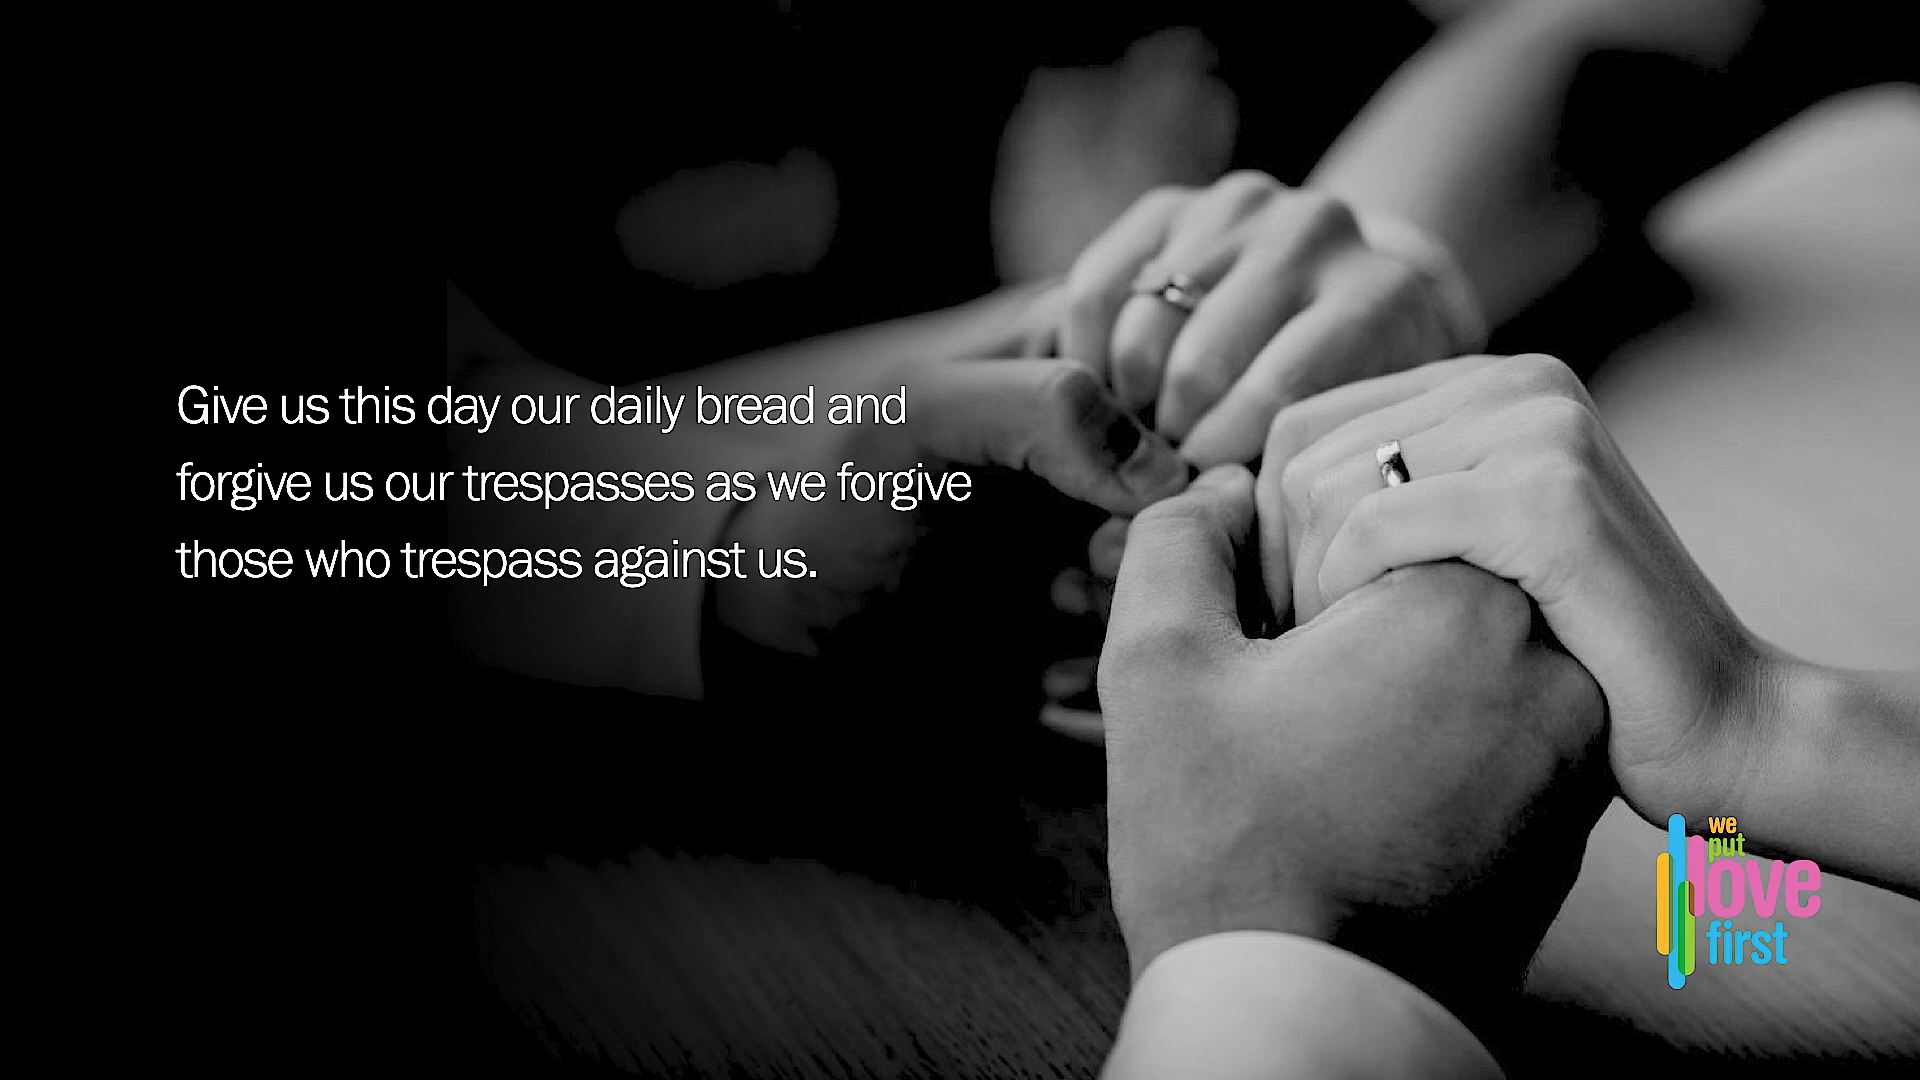 Give us this day our daily bread and
forgive us our trespasses as we forgive
those who trespass against us.
we
put
love
first